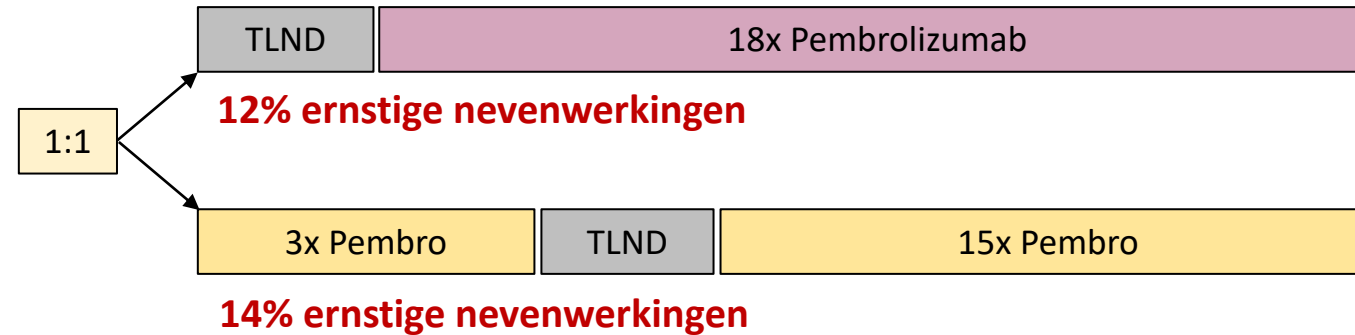 TLND
18x Pembrolizumab
12% ernstige nevenwerkingen
1:1
3x Pembro
TLND
15x Pembro
14% ernstige nevenwerkingen